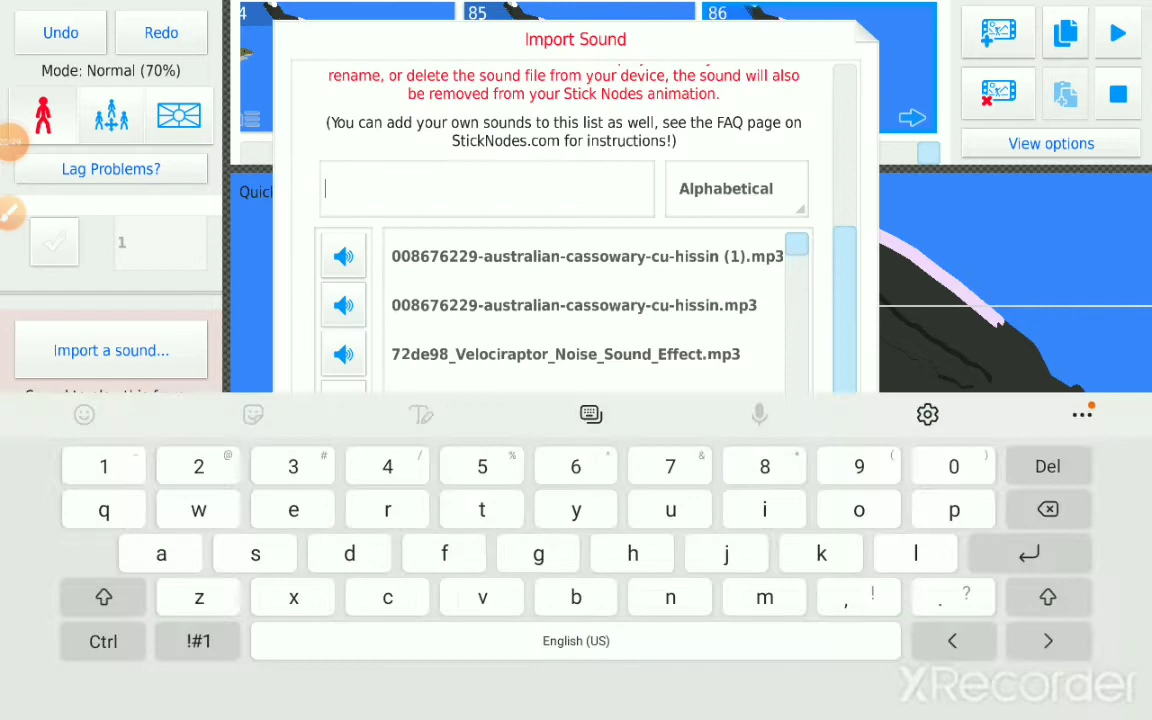 Undo
Redo
Mode: Normal (70%)
Lag Problems?
1
Import a sound...
4
85
86
View options
Import Sound
rename, or delete the sound file from your device, the sound will also
be removed from your Stick Nodes animation.
(You can add your own sounds to this list as well, see the FAQ page on
StickNodes.com for instructions!)
Alphabetical
008676229-australian-cassowary-cu-hissin (1).mp3
008676229-australian-cassowary-cu-hissin.mp3
72de98_Velociraptor_Noise_Sound_Effect.mp3
1 2 @ 3 # 4 / 5 % 6 ^ 7 & 8 * 9 ( 0 ) Del
q w e r t y u i o p
a s d f g h j k l
z x c v b n m , ! . ?
Ctrl !#1 English (US) < >
XRecorder